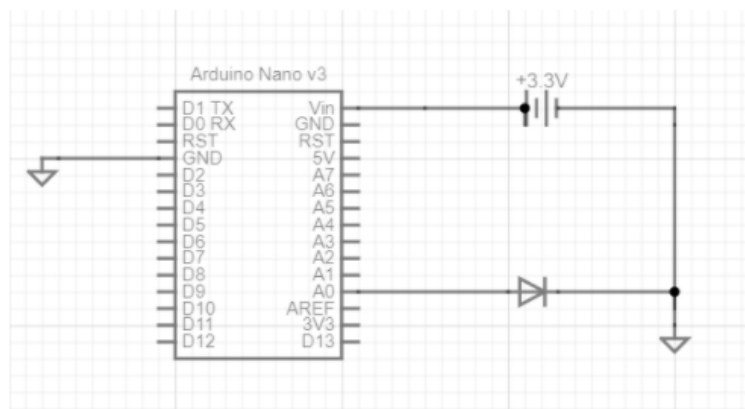 Arduino Nano v3
+3.3V
D1 TX Vin
D0 RX GND
RST RST
GND 5V
D2 A7
D3 A6
D4 A5
D5 A4
D6 A3
D7 A2
D8 A1
D9 A0
D10 AREF
D11 3V3
D12 D13